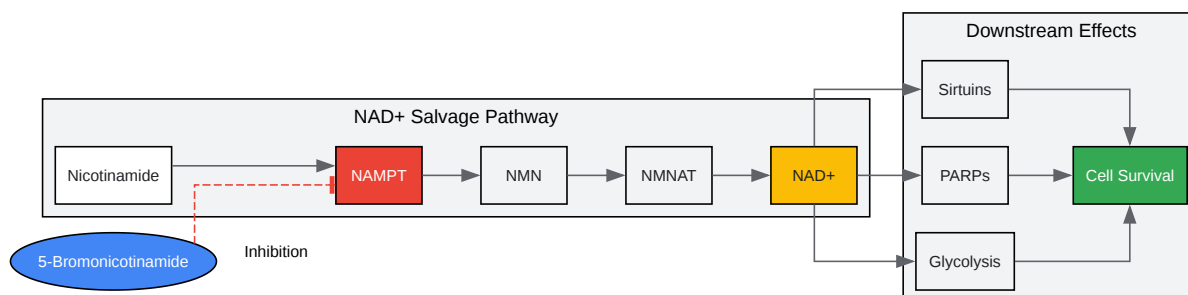 Downstream Effects
Sirtuins
NAD+ Salvage Pathway
Nicotinamide
NAMPT
NMN
NMNAT
NAD+
PARPs
Cell Survival
5-Bromonicotinamide
Inhibition
Glycolysis